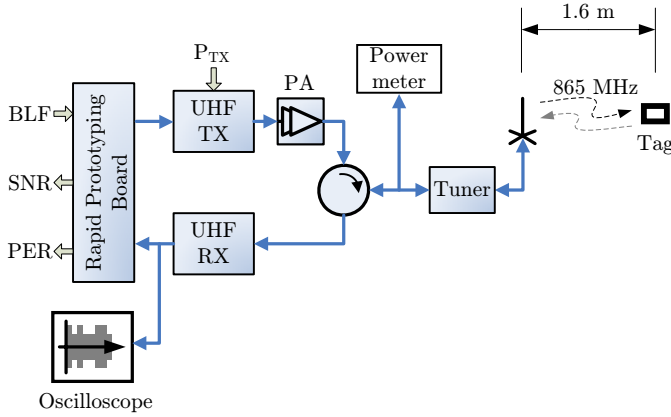 1.6 m
P_TX
PA
Power
meter
865 MHz
BLF
UHF
TX
Tag
SNR
Rapid Prototyping
Board
Tuner
UHF
RX
PER
Oscilloscope